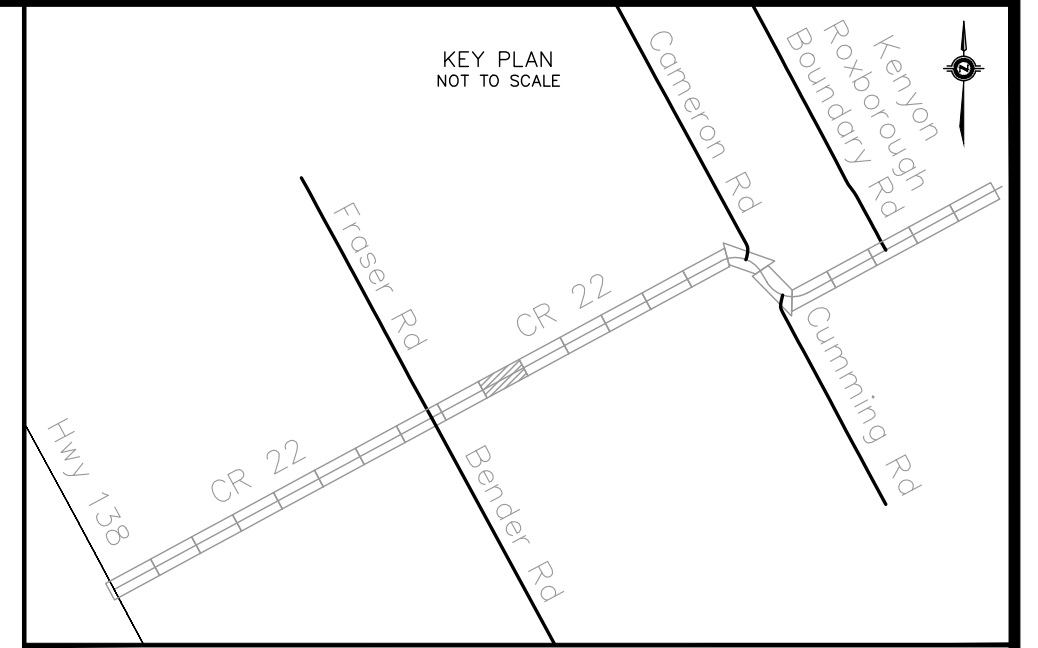 KEY PLAN
NOT TO SCALE
Cameron Rd
Kenyon
Roxborough
Boundary Rd
Fraser Rd
CR 22
Cumming Rd
Hwy 138
CR 22
Bender Rd
Z